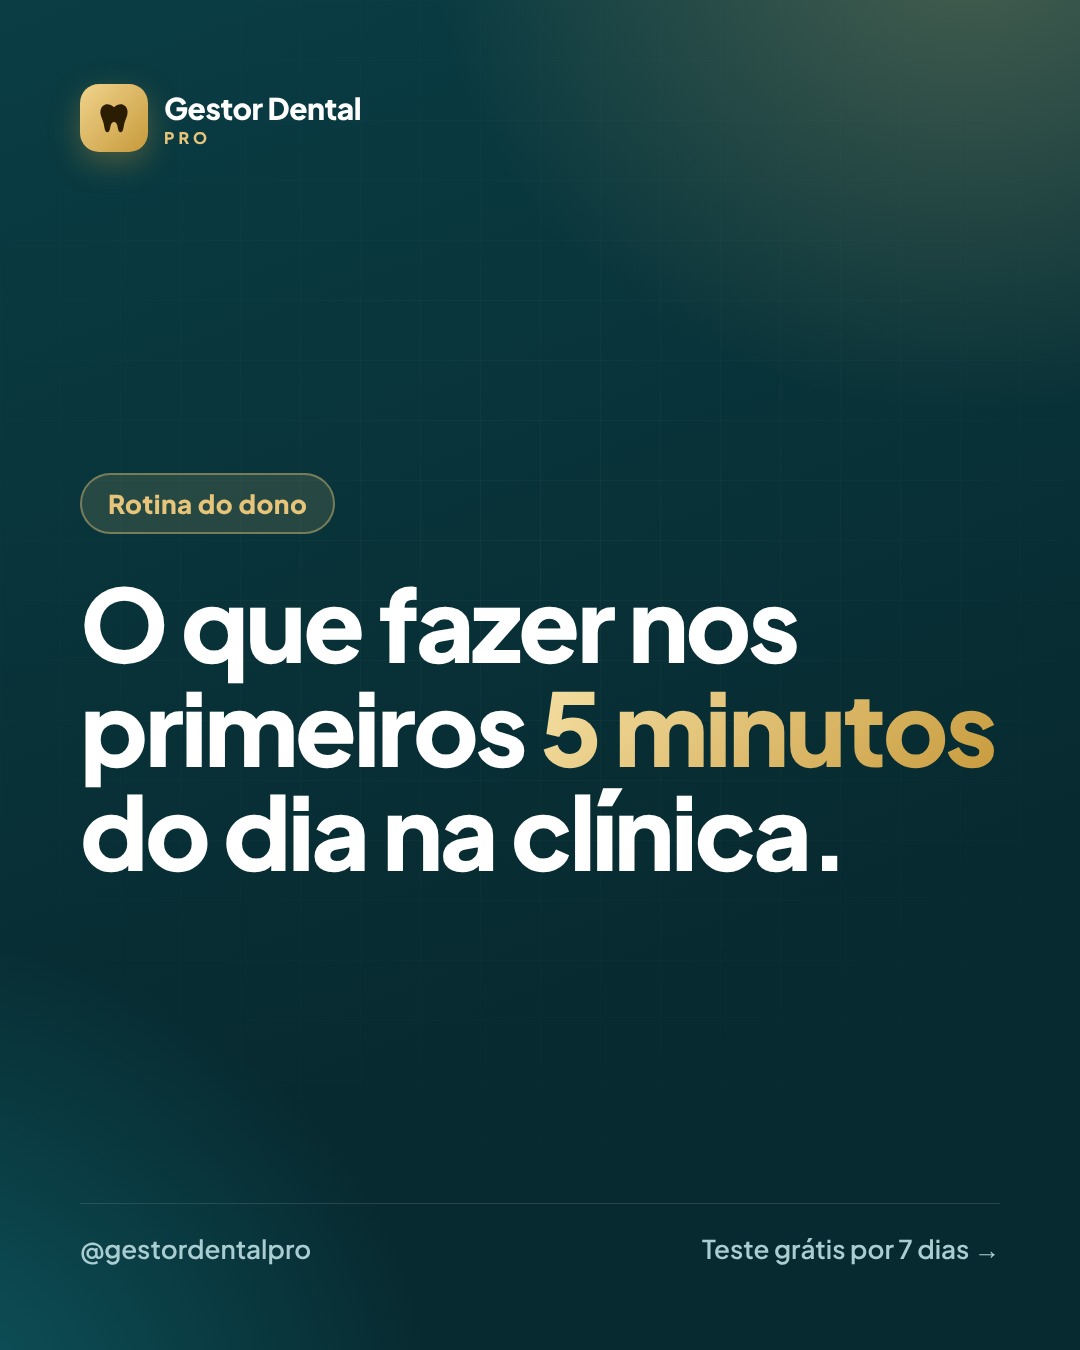 Gestor Dental
PRO
Rotina do dono
O que fazer nos
primeiros 5 minutos
do dia na clínica.
@gestordentalpro
Teste grátis por 7 dias →